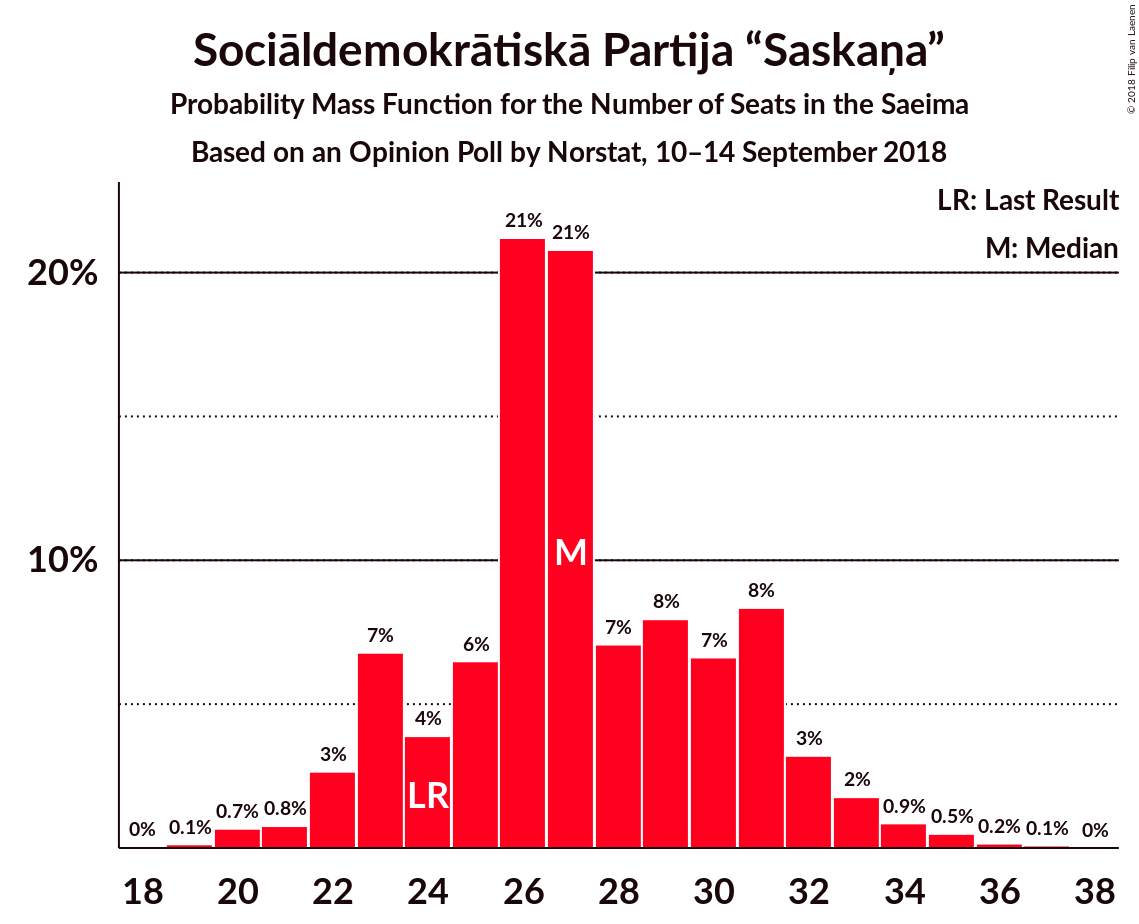 Sociāldemokrātiskā Partija “Saskaņa”
Probability Mass Function for the Number of Seats in the Saeima
Based on an Opinion Poll by Norstat, 10–14 September 2018
© 2018 Filip van Laenen
LR: Last Result
M: Median
20%
10%
0% 0.1% 0.7% 0.8% 3% 7% 4% 6% 21% 21% 7% 8% 7% 8% 3% 2% 0.9% 0.5% 0.2% 0.1% 0%
LR
M
18 20 22 24 26 28 30 32 34 36 38